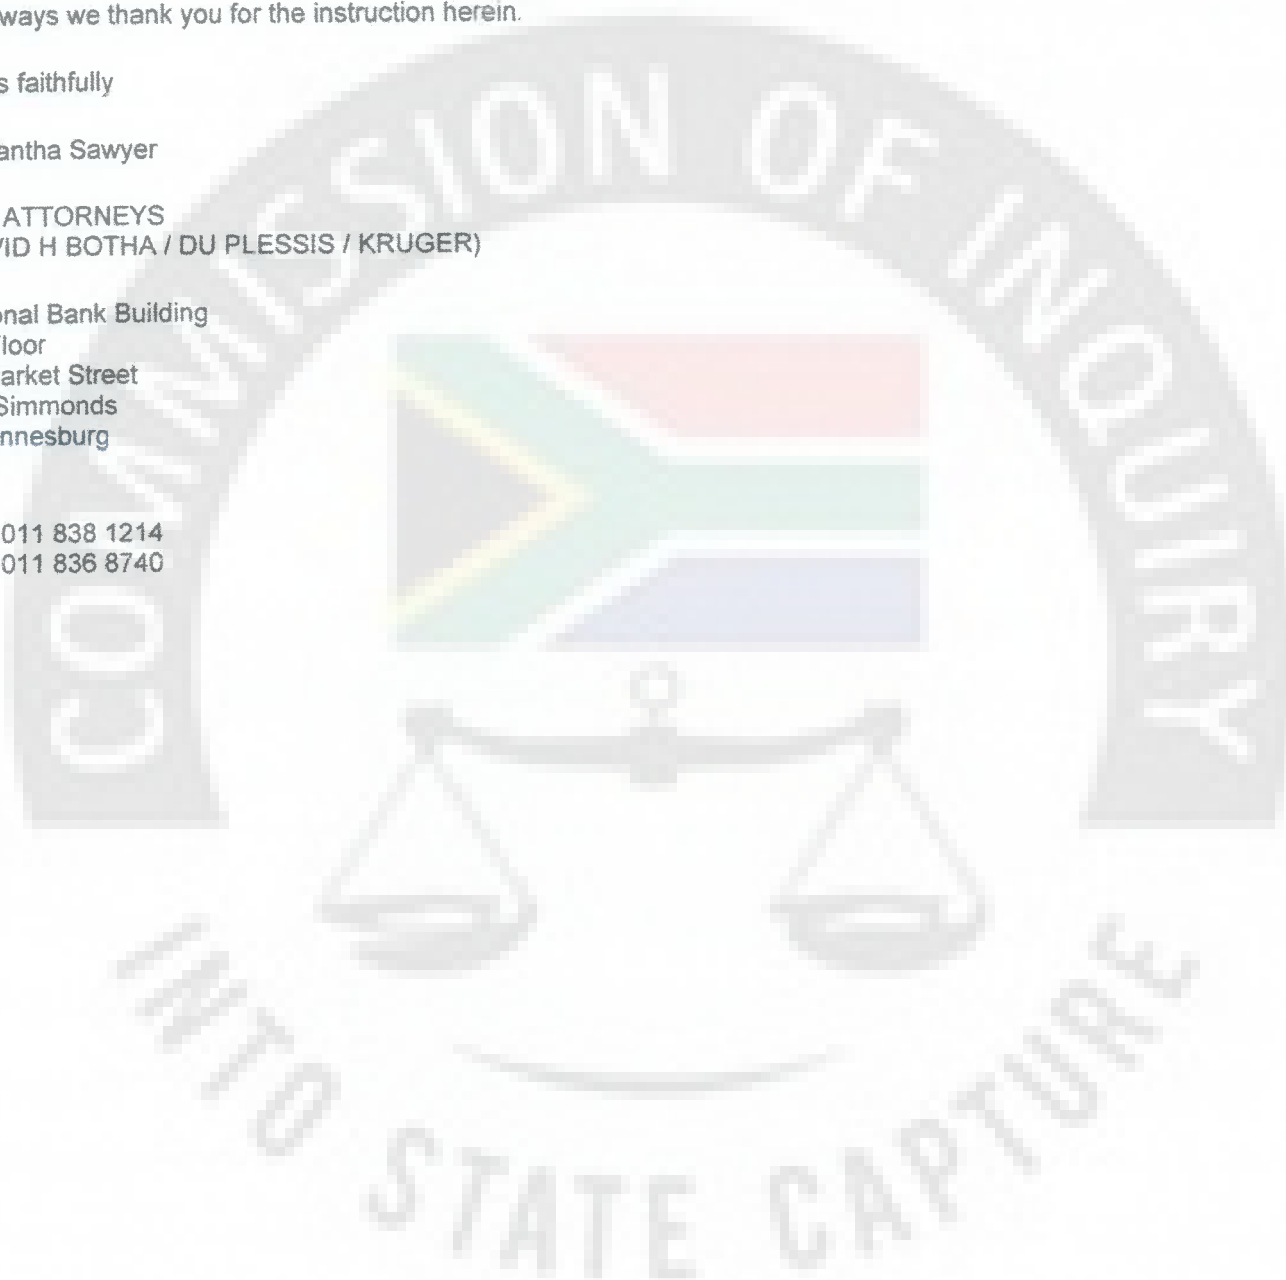 ways we thank you for the instruction herein.
s faithfully
antha Sawyer
ATTORNEYS
VID H BOTHA / DU PLESSIS / KRUGER)
onal Bank Building
Floor
arket Street
Simmonds
nnesburg
011 838 1214
011 836 8740
COMMISSION OF INQUIRY
INTO STATE CAPTURE